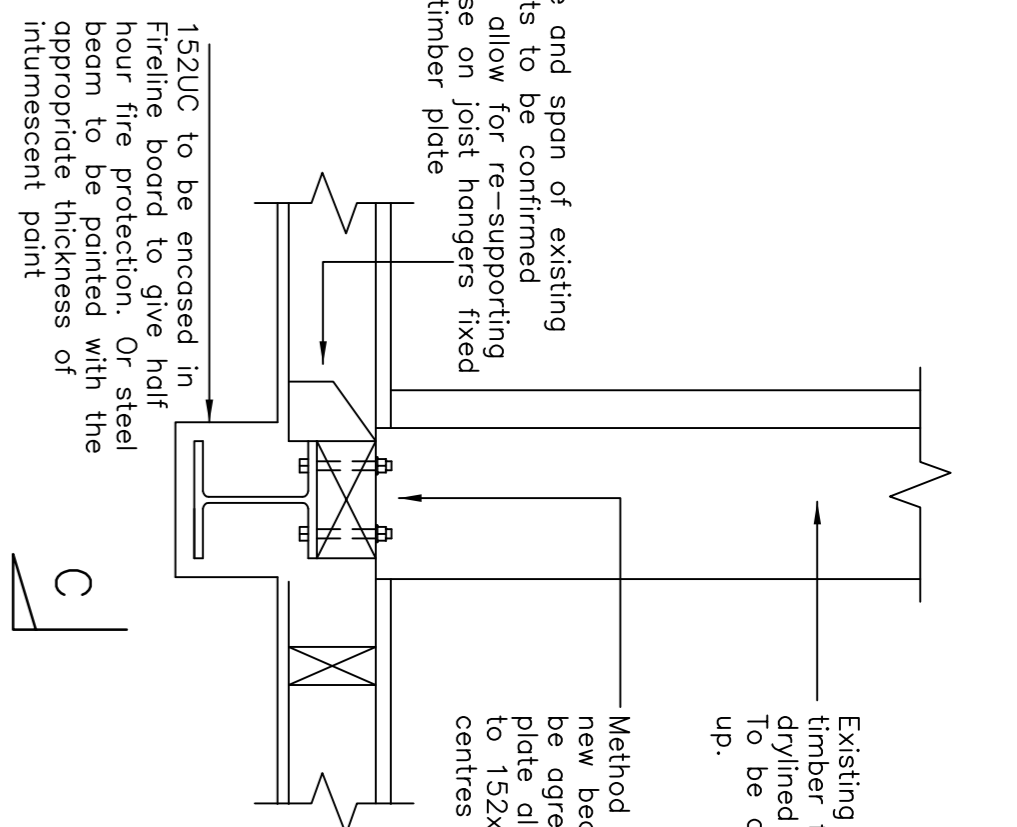 Existing
timber
drylined
To be
up.
Method
new bea
be agre
plate al
to 152x
centres
e and span of existing
ts to be confirmed
allow for re-supporting
se on joist hangers fixed
timber plate
152UC to be encased in
Fireline board to give half
hour fire protection. Or steel
beam to be painted with the
appropriate thickness of
intumescent paint
C